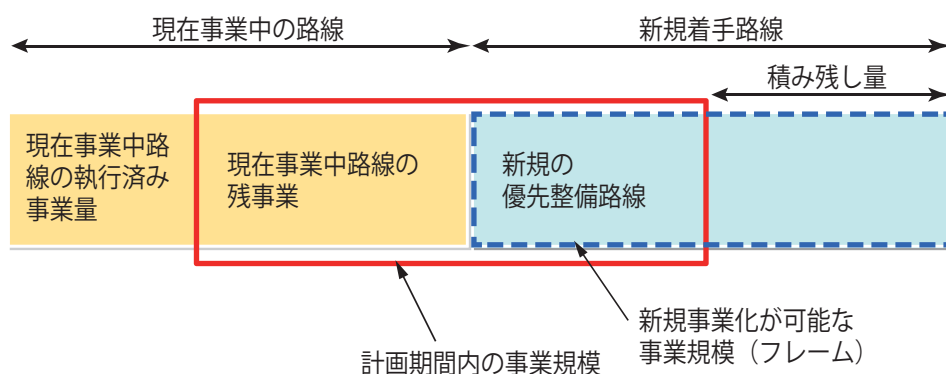 現在事業中の路線
新規着手路線
積み残し量
現在事業中路
線の執行済み
事業量
現在事業中路線の
残事業
新規の
優先整備路線
新規事業化が可能な
事業規模（フレーム）
計画期間内の事業規模